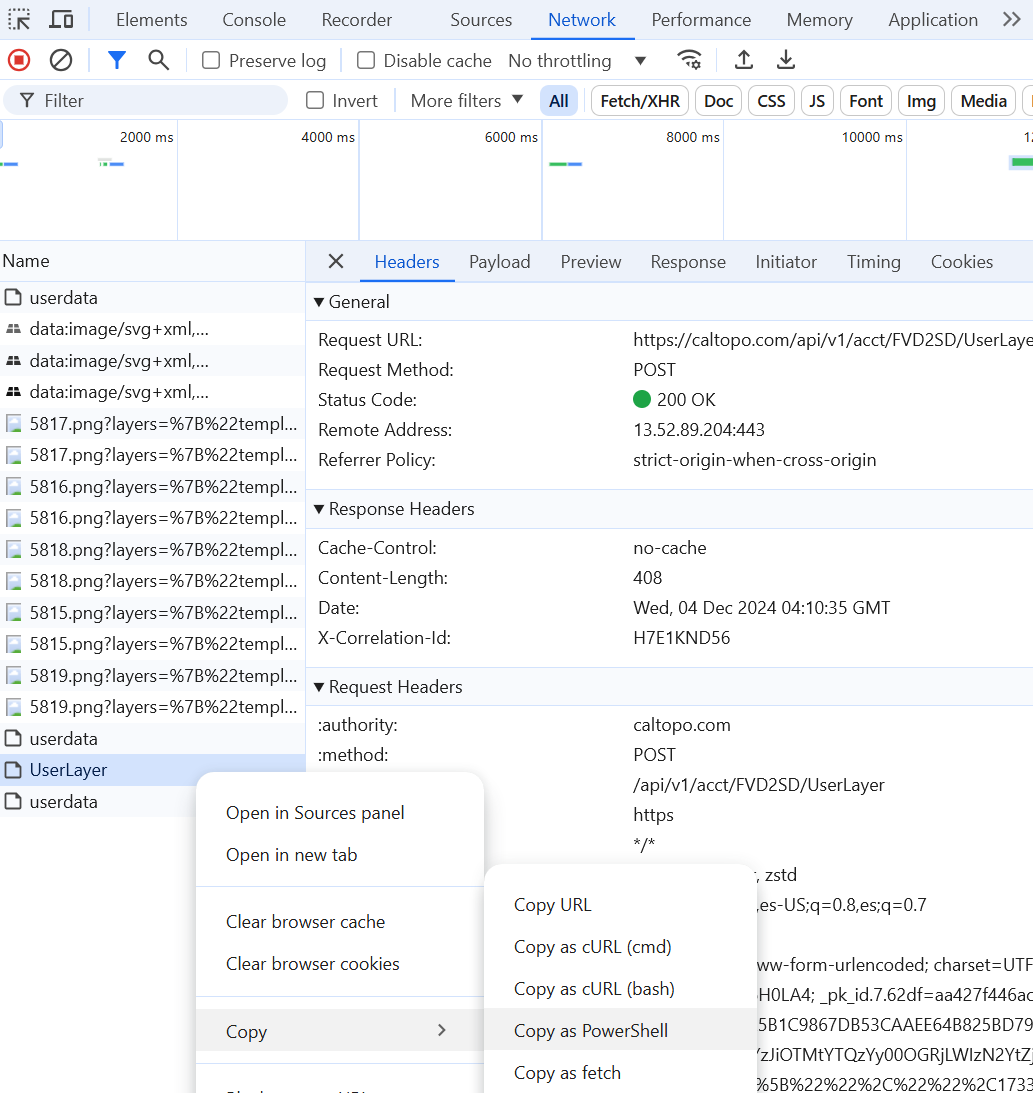 Elements Console Recorder Sources Network Performance Memory Application
Preserve log Disable cache No throttling
Filter Invert More filters All Fetch/XHR Doc CSS JS Font Img Media
2000 ms 4000 ms 6000 ms 8000 ms 10000 ms
Name
userdata
data:image/svg+xml,...
data:image/svg+xml,...
data:image/svg+xml,...
5817.png?layers=%7B%22templ...
5817.png?layers=%7B%22templ...
5816.png?layers=%7B%22templ...
5816.png?layers=%7B%22templ...
5818.png?layers=%7B%22templ...
5818.png?layers=%7B%22templ...
5815.png?layers=%7B%22templ...
5815.png?layers=%7B%22templ...
5819.png?layers=%7B%22templ...
5819.png?layers=%7B%22templ...
userdata
UserLayer
userdata
Headers Payload Preview Response Initiator Timing Cookies
General
Request URL: https://caltopo.com/api/v1/acct/FVD2SD/UserLaye
Request Method: POST
Status Code: 200 OK
Remote Address: 13.52.89.204:443
Referrer Policy: strict-origin-when-cross-origin
Response Headers
Cache-Control: no-cache
Content-Length: 408
Date: Wed, 04 Dec 2024 04:10:35 GMT
X-Correlation-Id: H7E1KND56
Request Headers
:authority: caltopo.com
:method: POST
/api/v1/acct/FVD2SD/UserLayer
https
*/*
, zstd
,es-US;q=0.8,es;q=0.7
ww-form-urlencoded; charset=UTF
H0LA4; _pk_id.7.62df=aa427f446ac
5B1C9867DB53CAAEE64B825BD79
zJiOTMtYTQzYy00OGRjLWIzN2YtZj
%5B%22%22%2C%22%22%2C1733
Open in Sources panel
Open in new tab
Clear browser cache
Clear browser cookies
Copy
Copy URL
Copy as cURL (cmd)
Copy as cURL (bash)
Copy as PowerShell
Copy as fetch